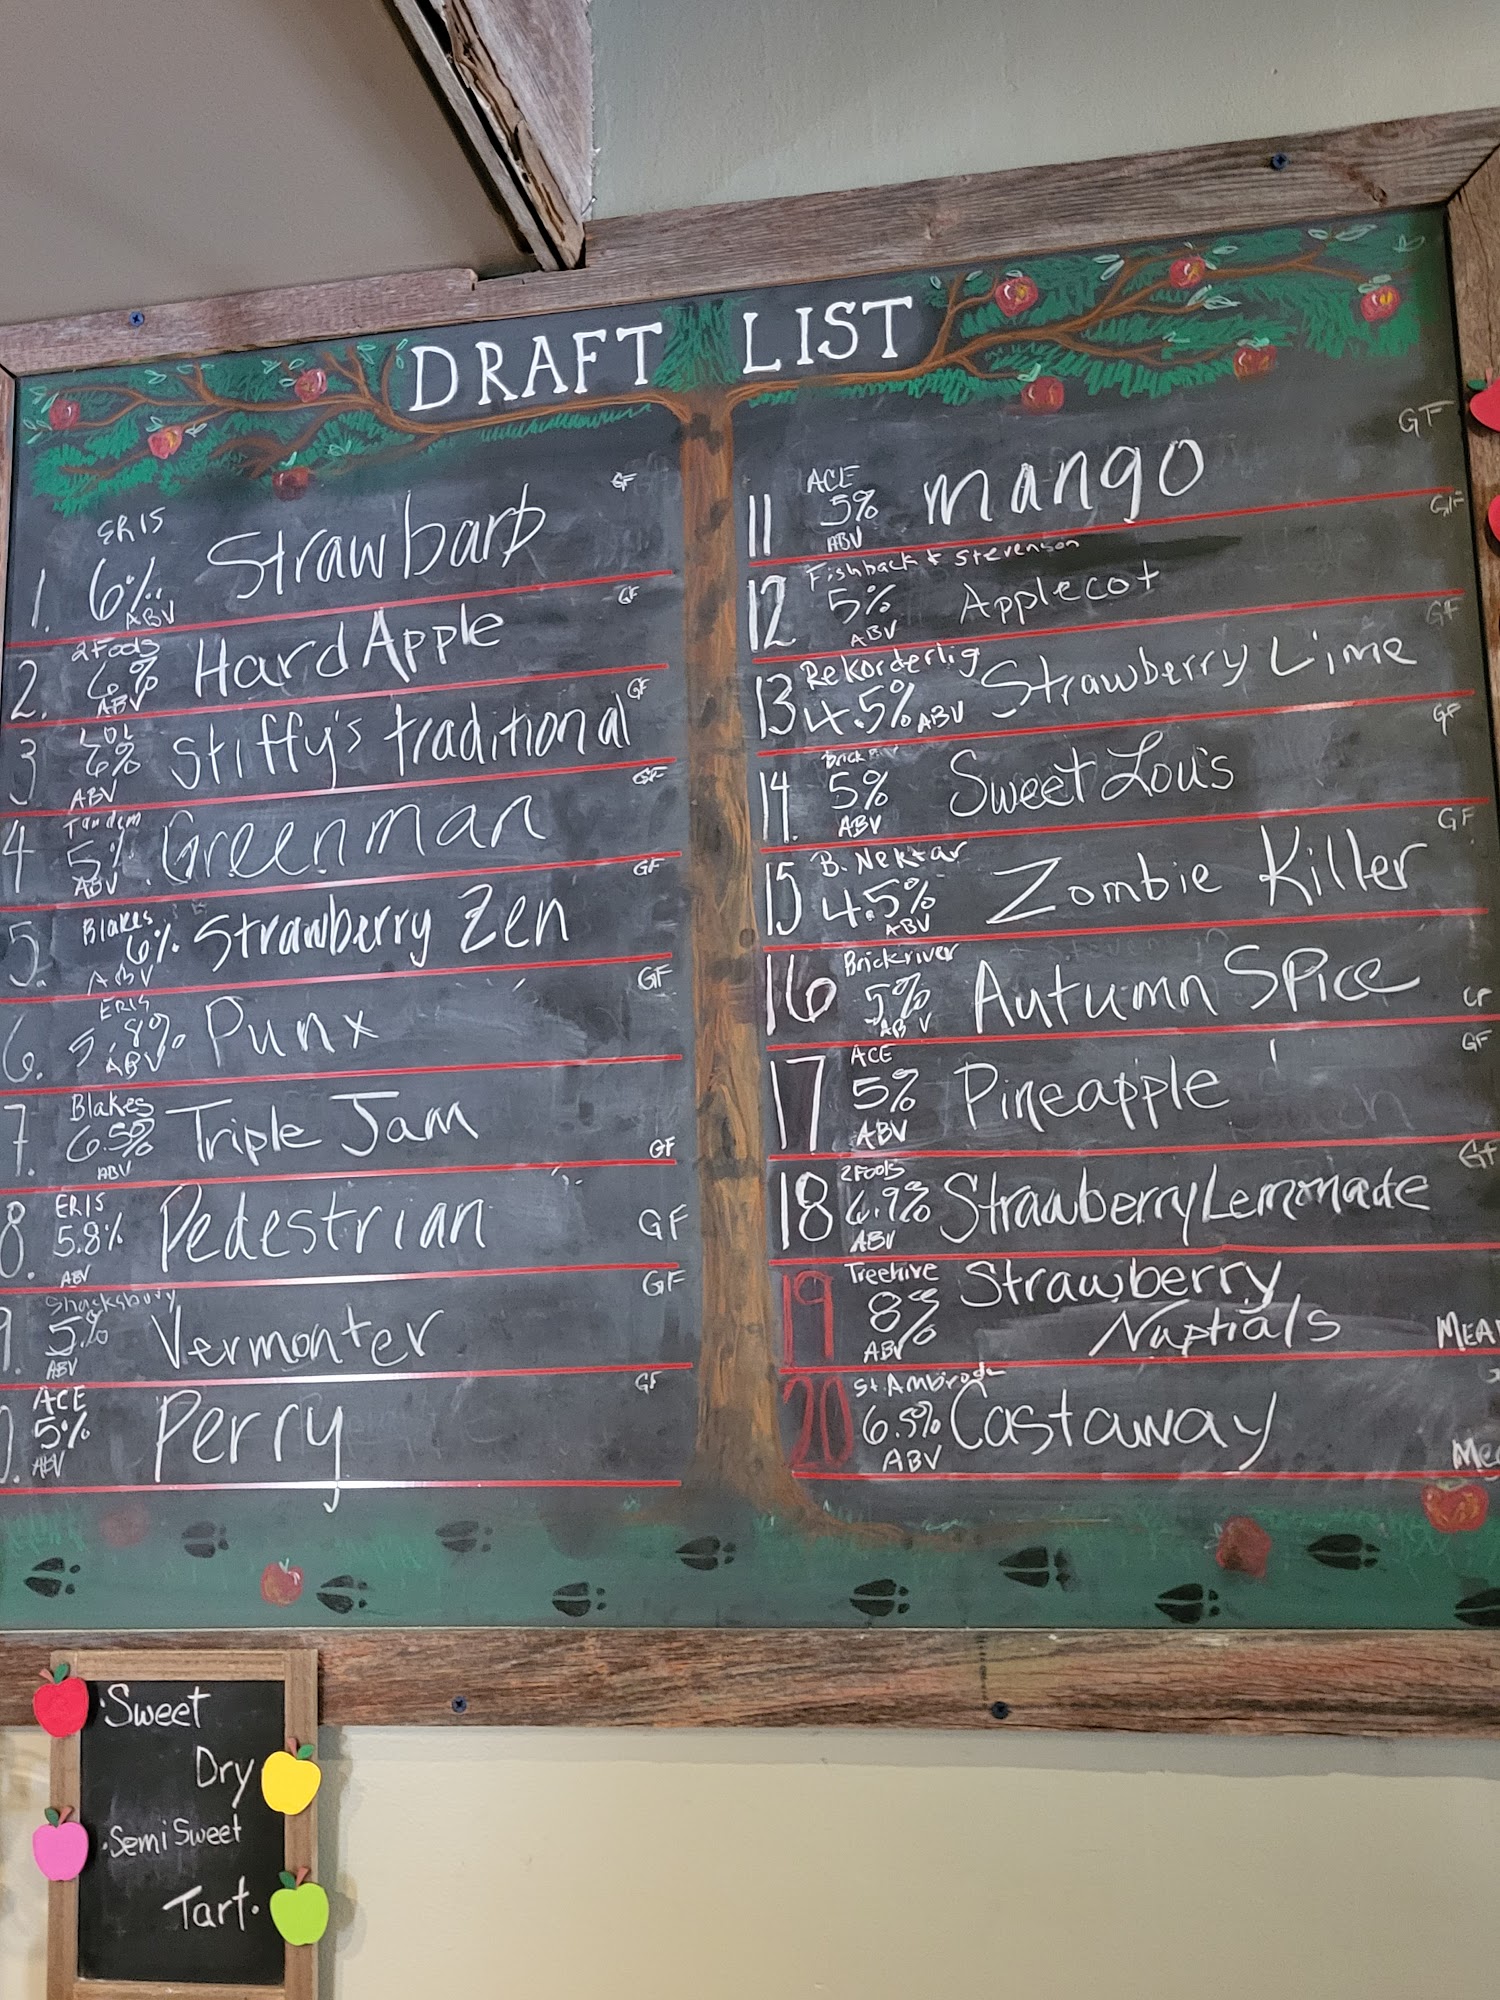 DRAFT LIST
GF
ERIS
1. 6% Strawbarb
ABV
GF
2 Fools
2. 6% Hard Apple
ABV
GF
3 6% Stiffy's traditional
ABV
GF
Tandem
4 5% Greenman
ABV
GF
Blakes
5. 6% Strawberry Zen
ABV
GF
ERIS
6. 5.8% Punx
ABV
Blakes
7. 6.5% Triple Jam
ABV
GF
ERIS
8. 5.8% Pedestrian GF
ABV
GF
Shacksbury
9. 5% Vermonter
ABV
GF
ACE
5% Perry
ABV
GF
ACE
11 5% mango
ABV
GF
Fishback & Stevenson
12 5% Applecot
ABV
GF
Rekorderlig
13 4.5% ABV Strawberry Lime
GF
14. 5% Sweet Lou's
ABV
GF
B. Nektar
15 4.5% Zombie Killer
ABV
Brickriver
16 5% Autumn Spice
ABV
GF
ACE
17 5% Pineapple
ABV
GF
2 Fools
18 6.9% Strawberry Lemonade
ABV
Treehive
19 8% Strawberry
ABV Nuptials
St. Ambrose
20 6.5% Castaway
ABV
·Sweet
Dry
·Semi Sweet
Tart·